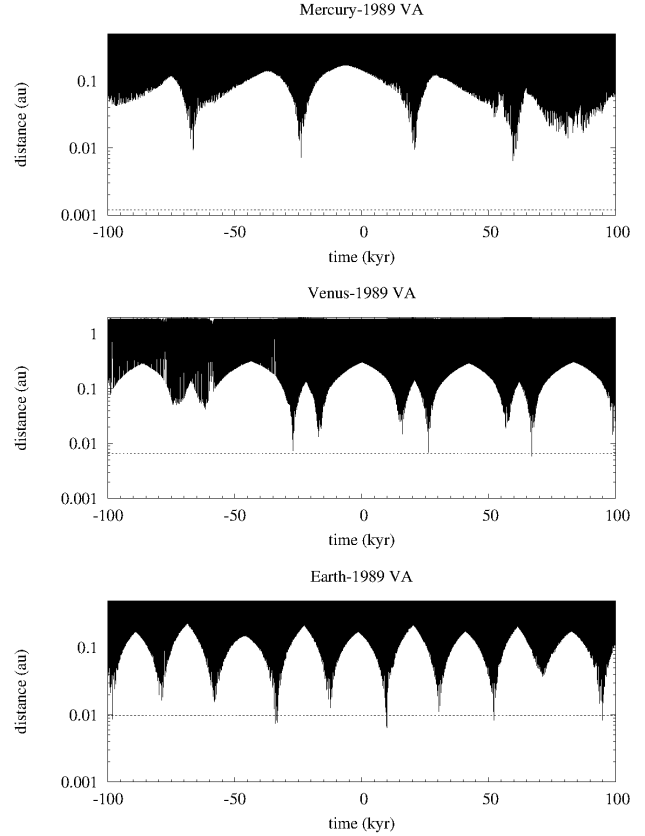 Mercury-1989 VA
0.1
0.01
0.001
distance (au)
-100 -50 0 50 100
time (kyr)
Venus-1989 VA
1
0.1
0.01
0.001
distance (au)
-100 -50 0 50 100
time (kyr)
Earth-1989 VA
0.1
0.01
0.001
distance (au)
-100 -50 0 50 100
time (kyr)